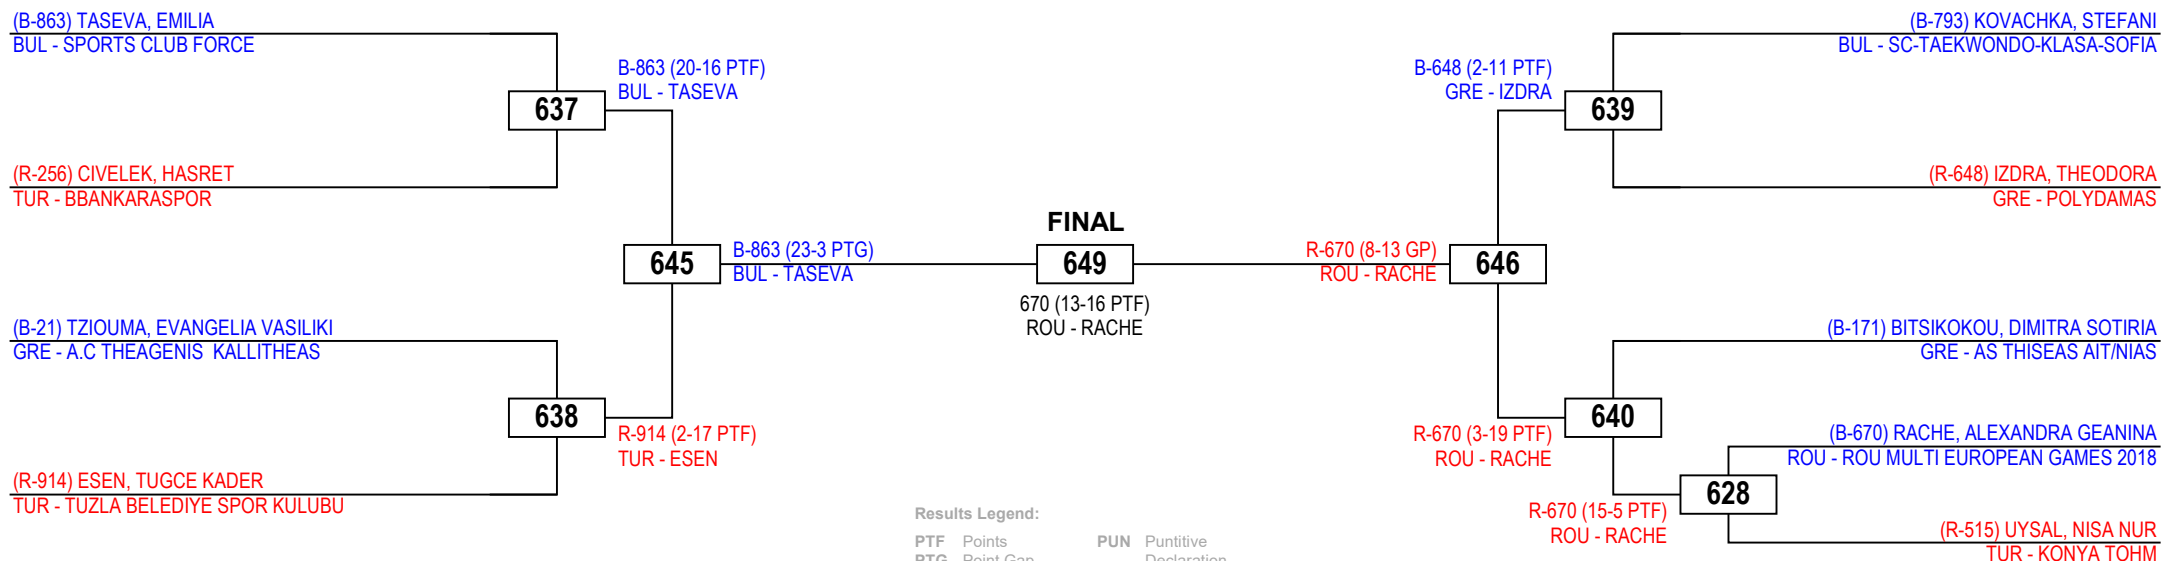 (B-863) TASEVA, EMILIA
BUL - SPORTS CLUB FORCE
637
B-863 (20-16 PTF)
BUL - TASEVA
(R-256) CIVELEK, HASRET
TUR - BBANKARASPOR
645
B-863 (23-3 PTG)
BUL - TASEVA
(B-21) TZIOUMA, EVANGELIA VASILIKI
GRE - A.C THEAGENIS  KALLITHEAS
638
R-914 (2-17 PTF)
TUR - ESEN
(R-914) ESEN, TUGCE KADER
TUR - TUZLA BELEDIYE SPOR KULUBU
FINAL
649
670 (13-16 PTF)
ROU - RACHE
(B-793) KOVACHKA, STEFANI
BUL - SC-TAEKWONDO-KLASA-SOFIA
B-648 (2-11 PTF)
GRE - IZDRA
639
(R-648) IZDRA, THEODORA
GRE - POLYDAMAS
R-670 (8-13 GP)
ROU - RACHE
646
(B-171) BITSIKOKOU, DIMITRA SOTIRIA
GRE - AS THISEAS AIT/NIAS
640
R-670 (3-19 PTF)
ROU - RACHE
(B-670) RACHE, ALEXANDRA GEANINA
ROU - ROU MULTI EUROPEAN GAMES 2018
628
R-670 (15-5 PTF)
ROU - RACHE
(R-515) UYSAL, NISA NUR
TUR - KONYA TOHM
Results Legend:
PTF Points
PUN Puntitive
PTG Point Gap
Declaration